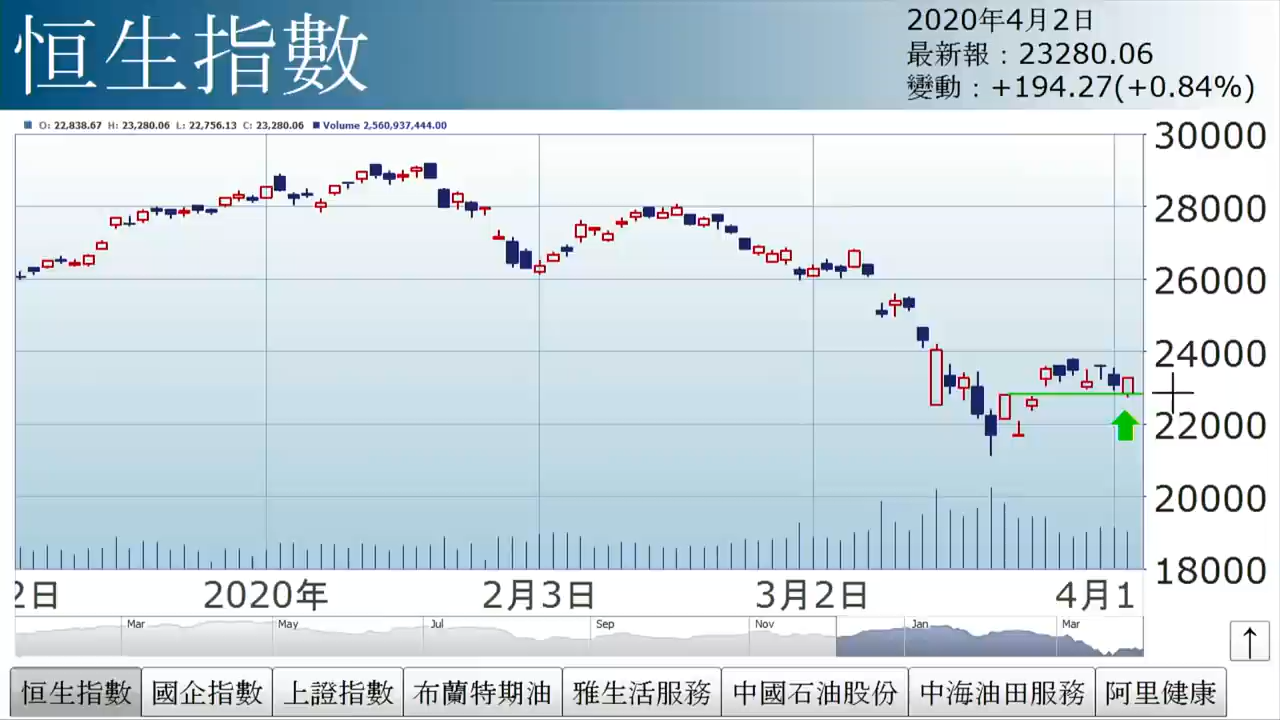 恒生指數
2020年4月2日
最新報：23280.06
變動：+194.27(+0.84%)
O: 22,838.67 H: 23,280.06 L: 22,756.13 C: 23,280.06 Volume 2,560,937,444.00
30000
28000
26000
24000
22000
20000
18000
2日 2020年 2月3日 3月2日 4月1
Mar May Jul Sep Nov Jan Mar
↑
恒生指數 國企指數 上證指數 布蘭特期油 雅生活服務 中國石油股份 中海油田服務 阿里健康